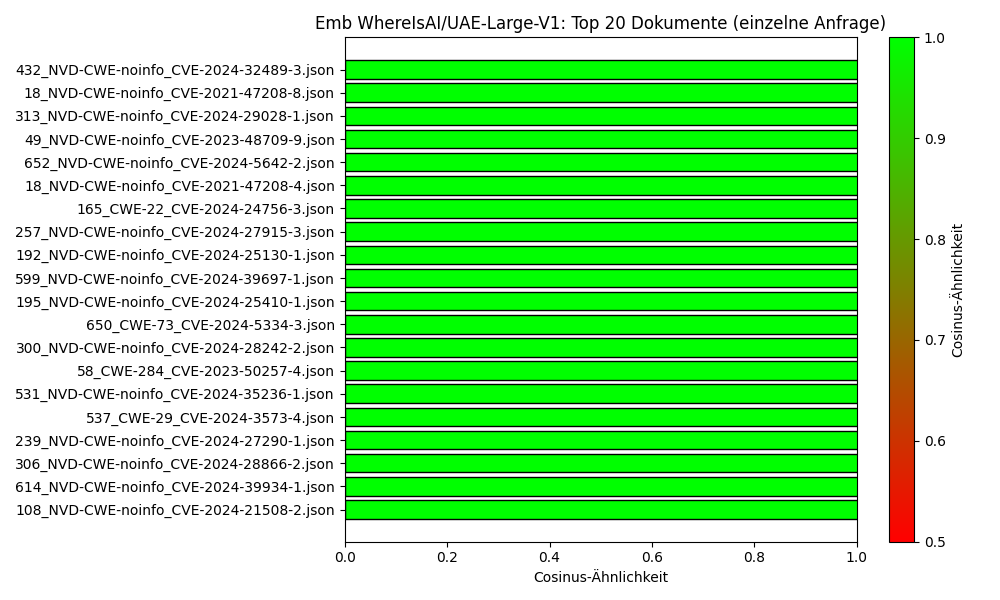 Emb WhereIsAI/UAE-Large-V1: Top 20 Dokumente (einzelne Anfrage)
432_NVD-CWE-noinfo_CVE-2024-32489-3.json
18_NVD-CWE-noinfo_CVE-2021-47208-8.json
313_NVD-CWE-noinfo_CVE-2024-29028-1.json
49_NVD-CWE-noinfo_CVE-2023-48709-9.json
652_NVD-CWE-noinfo_CVE-2024-5642-2.json
18_NVD-CWE-noinfo_CVE-2021-47208-4.json
165_CWE-22_CVE-2024-24756-3.json
257_NVD-CWE-noinfo_CVE-2024-27915-3.json
192_NVD-CWE-noinfo_CVE-2024-25130-1.json
599_NVD-CWE-noinfo_CVE-2024-39697-1.json
195_NVD-CWE-noinfo_CVE-2024-25410-1.json
650_CWE-73_CVE-2024-5334-3.json
300_NVD-CWE-noinfo_CVE-2024-28242-2.json
58_CWE-284_CVE-2023-50257-4.json
531_NVD-CWE-noinfo_CVE-2024-35236-1.json
537_CWE-29_CVE-2024-3573-4.json
239_NVD-CWE-noinfo_CVE-2024-27290-1.json
306_NVD-CWE-noinfo_CVE-2024-28866-2.json
614_NVD-CWE-noinfo_CVE-2024-39934-1.json
108_NVD-CWE-noinfo_CVE-2024-21508-2.json
0.0 0.2 0.4 0.6 0.8 1.0
Cosinus-Ähnlichkeit
1.0
0.9
0.8
0.7
0.6
0.5
Cosinus-Ähnlichkeit